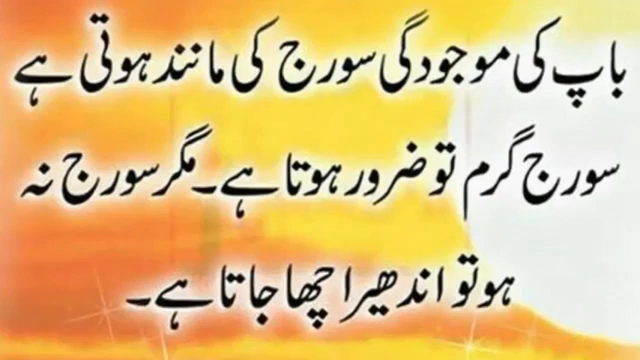 باپ کی موجودگی سورج کی مانند ہوتی ہے
سورج گرم تو ضرور ہوتا ہے۔ مگر سورج نہ
ہو تو اندھیرا چھا جاتا ہے۔